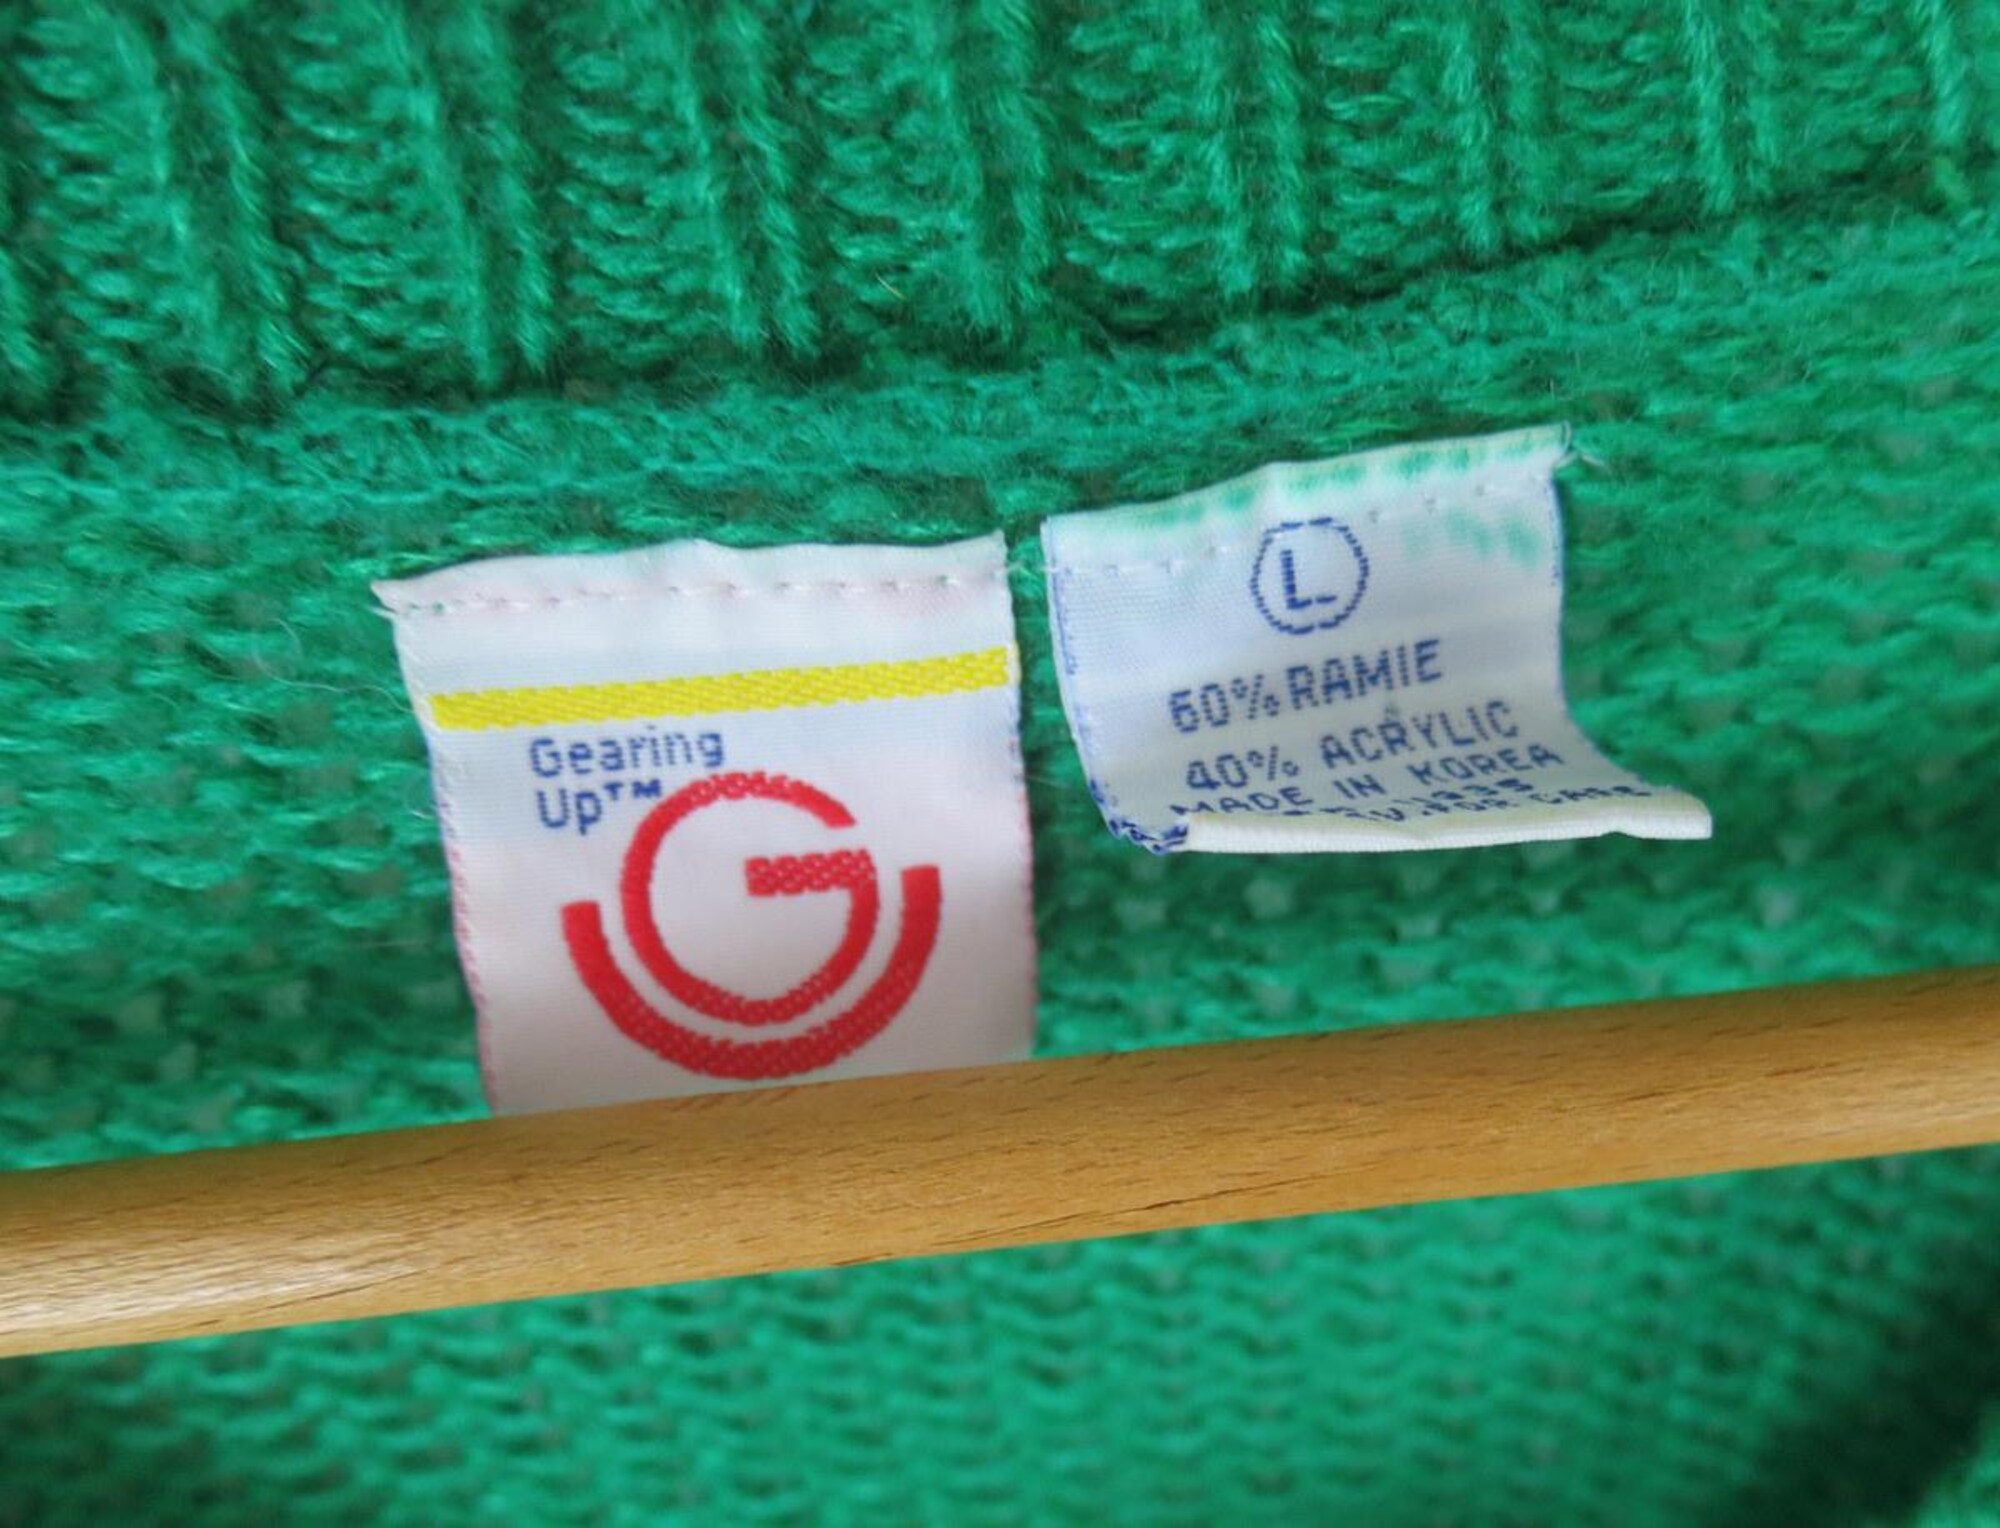 Gearing
Up™
G
L
60% RAMIE
40% ACRYLIC
MADE IN KOREA